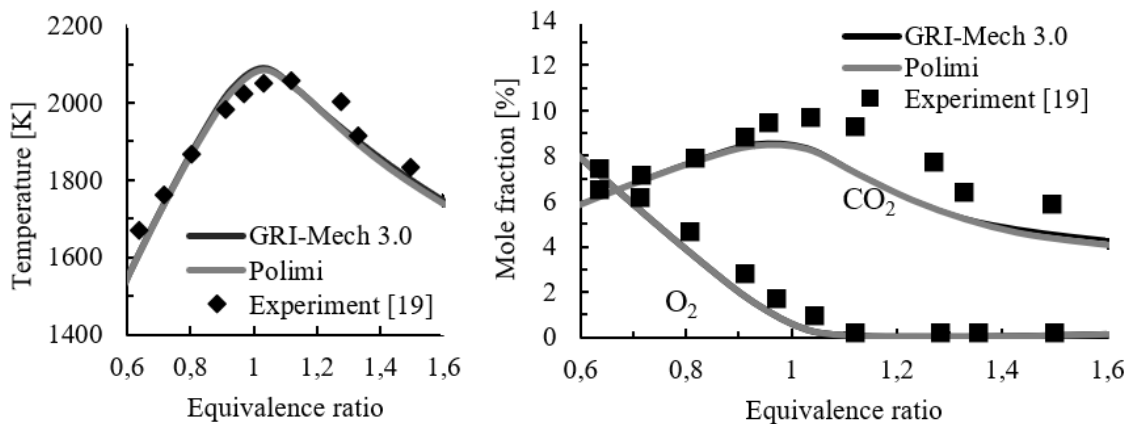 2200
2000
1800
1600
1400
Temperature [K]
GRI-Mech 3.0
Polimi
Experiment [19]
0,6 0,8 1 1,2 1,4 1,6
Equivalence ratio
14
12
10
8
6
4
2
0
Mole fraction [%]
GRI-Mech 3.0
Polimi
Experiment [19]
CO₂
O₂
0,6 0,8 1 1,2 1,4 1,6
Equivalence ratio